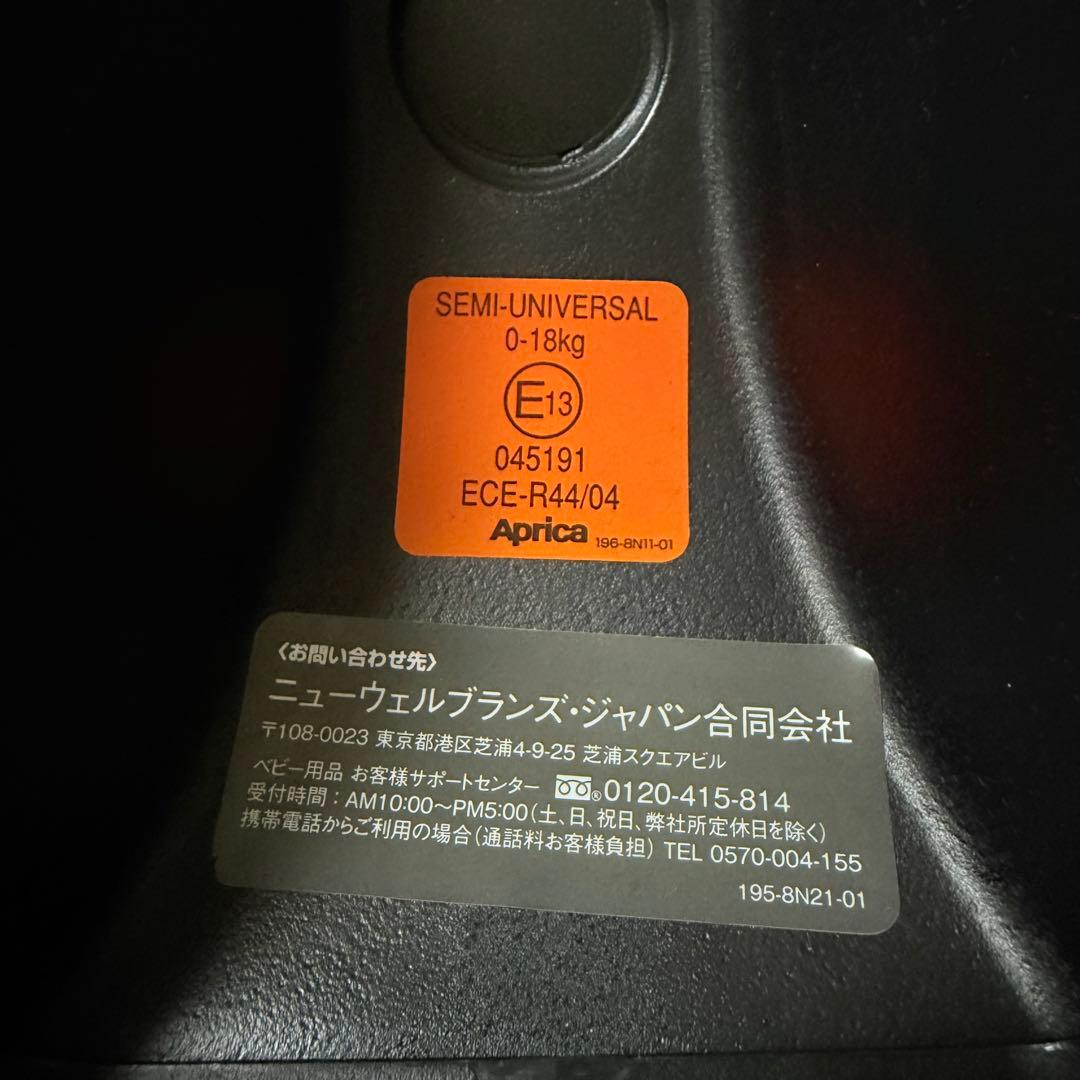 SEMI-UNIVERSAL
0-18kg
E13
045191
ECE-R44/04
Aprica 196-8N11-01
〈お問い合わせ先〉
ニューウェルブランズ・ジャパン合同会社
〒108-0023 東京都港区芝浦4-9-25 芝浦スクエアビル
ベビー用品 お客様サポートセンター ®0120-415-814
受付時間：AM10:00〜PM5:00（土、日、祝日、弊社所定休日を除く）
携帯電話からご利用の場合（通話料お客様負担）TEL 0570-004-155
195-8N21-01